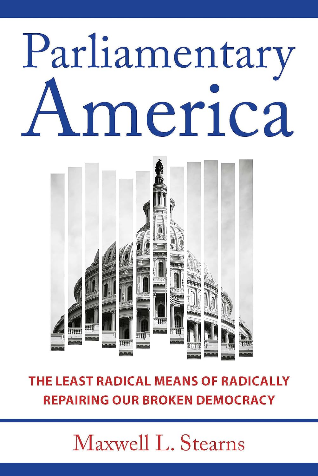 Parliamentary
America
THE LEAST RADICAL MEANS OF RADICALLY
REPAIRING OUR BROKEN DEMOCRACY
Maxwell L. Stearns